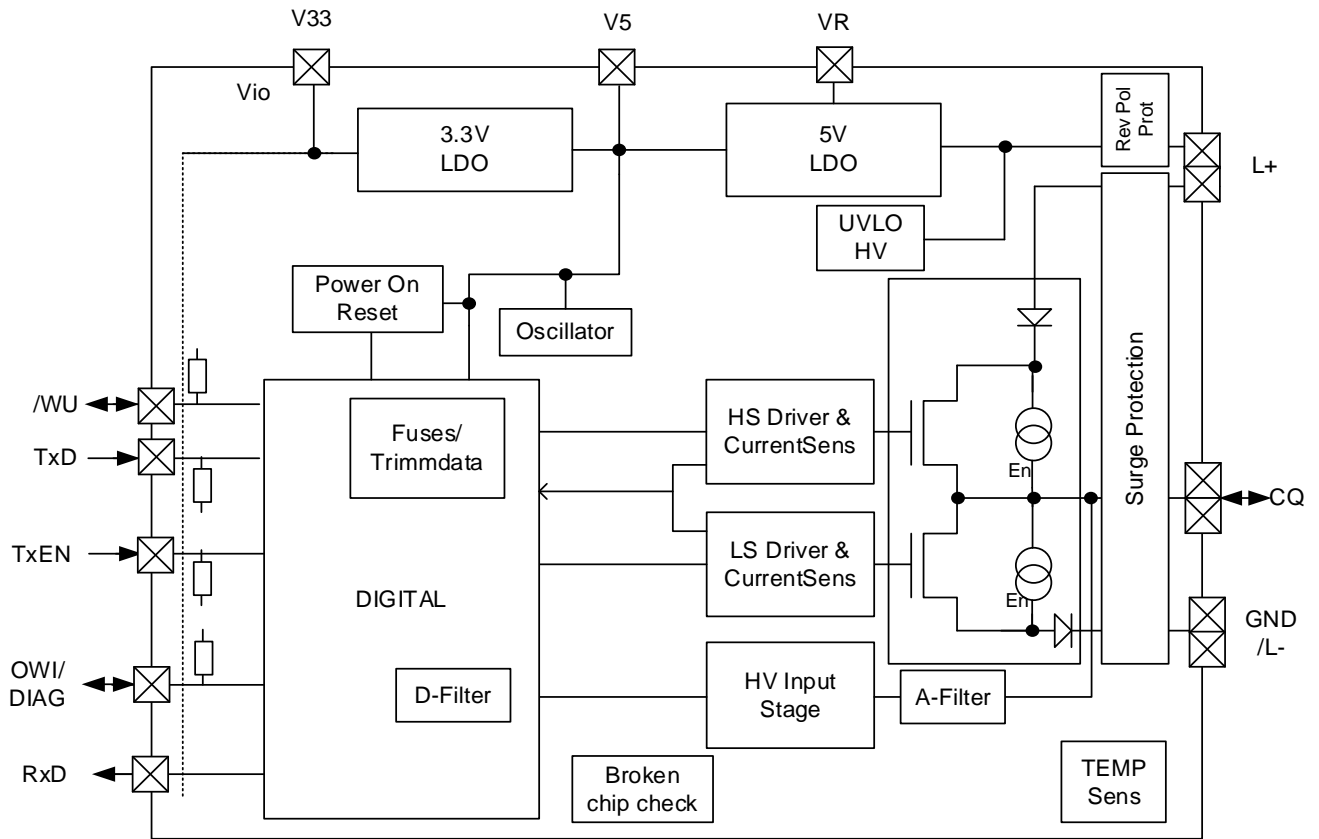 V33
V5
VR
Vio
3.3V
LDO
5V
LDO
Rev Pol
Prot
L+
UVLO
HV
Power On
Reset
Oscillator
/WU
Fuses/
Trimmdata
HS Driver &
CurrentSens
En
Surge Protection
TxD
CQ
TxEN
LS Driver &
CurrentSens
En
DIGITAL
GND
/L-
OWI/
DIAG
D-Filter
HV Input
Stage
A-Filter
RxD
Broken
chip check
TEMP
Sens